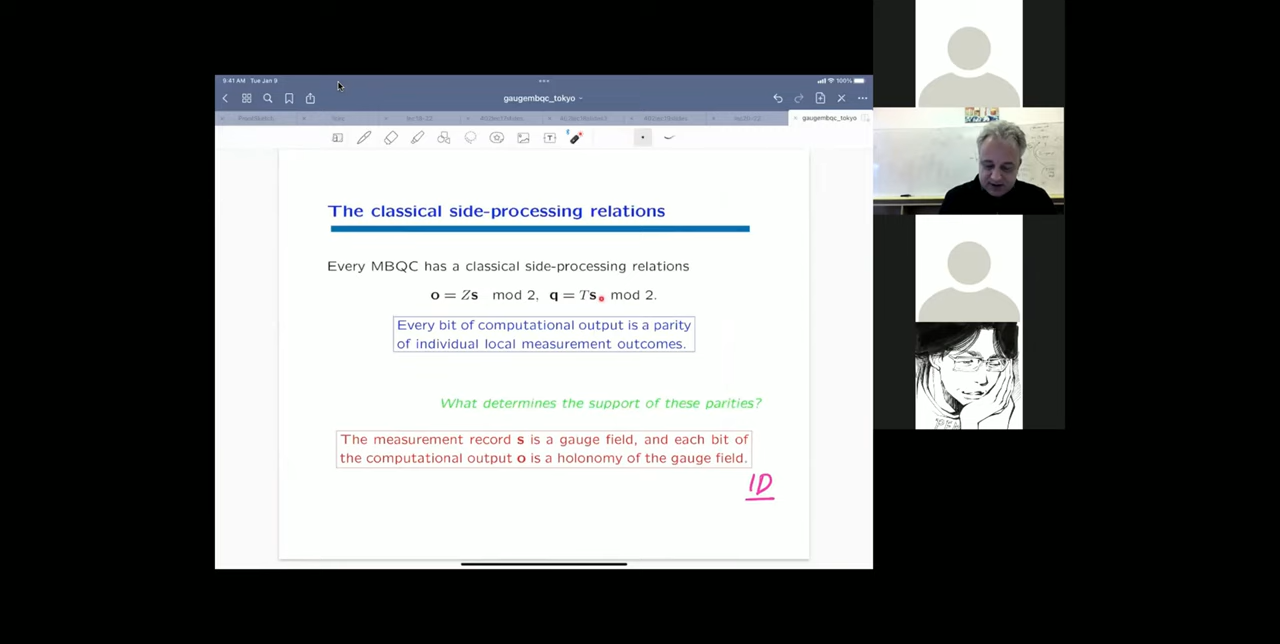 9:41 AM Tue Jan 9
100%
gaugembqc_tokyo
gaugembqc_tokyo
The classical side-processing relations
Every MBQC has a classical side-processing relations
o = Zs mod 2, q = Ts mod 2.
Every bit of computational output is a parity
of individual local measurement outcomes.
What determines the support of these parities?
The measurement record s is a gauge field, and each bit of
the computational output o is a holonomy of the gauge field.
1D